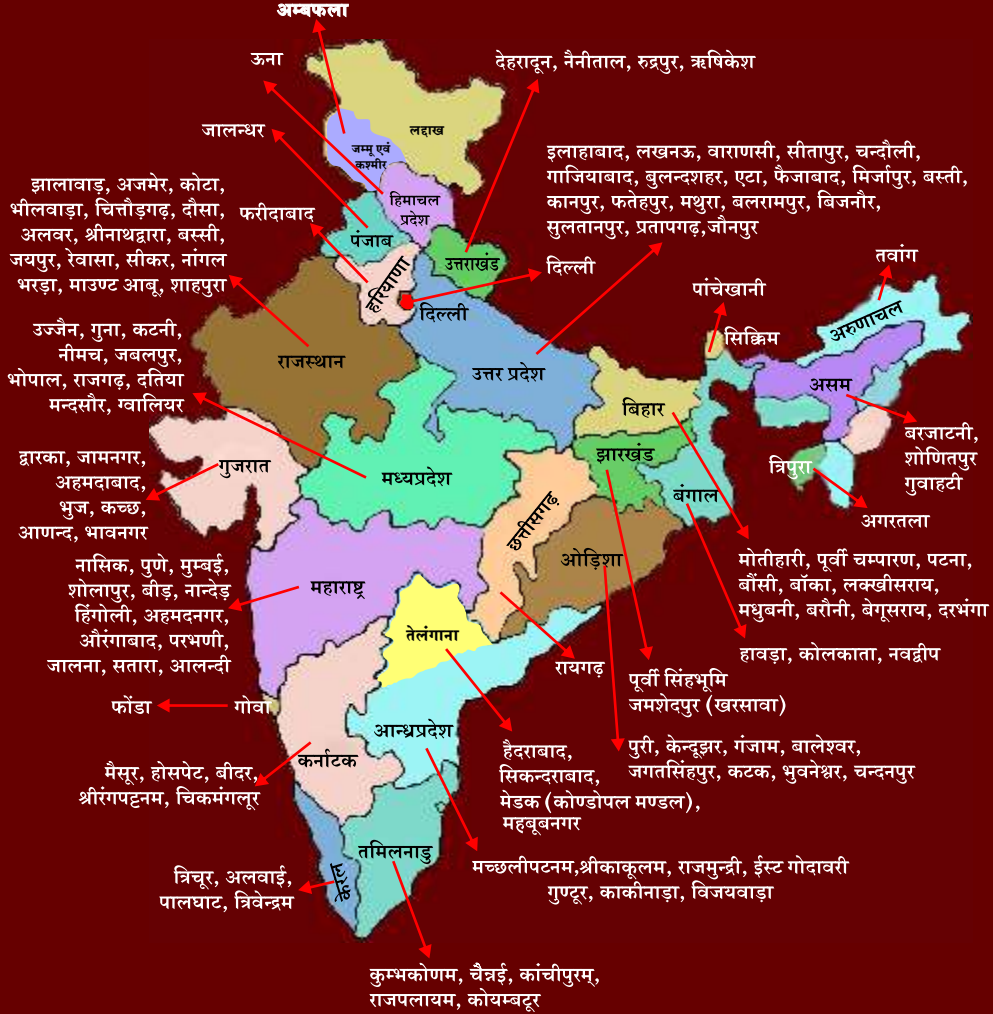 अम्बफला
ऊना
देहरादून, नैनीताल, रुद्रपुर, ऋषिकेश
जालन्धर
लद्दाख
जम्मू एवं
कश्मीर
इलाहाबाद, लखनऊ, वाराणसी, सीतापुर, चन्दौली,
गाजियाबाद, बुलन्दशहर, एटा, फैजाबाद, मिर्जापुर, बस्ती,
कानपुर, फतेहपुर, मथुरा, बलरामपुर, बिजनौर,
सुलतानपुर, प्रतापगढ़,जौनपुर
झालावाड़, अजमेर, कोटा,
भीलवाड़ा, चित्तौड़गढ़, दौसा,
अलवर, श्रीनाथद्वारा, बस्सी,
जयपुर, रेवासा, सीकर, नांगल
भरड़ा, माउण्ट आबू, शाहपुरा
फरीदाबाद
हिमाचल
प्रदेश
पंजाब
उत्तराखंड
हरियाणा
दिल्ली
दिल्ली
तवांग
पांचेखानी
सिक्किम
अरुणाचल
उज्जैन, गुना, कटनी,
नीमच, जबलपुर,
भोपाल, राजगढ़, दतिया
मन्दसौर, ग्वालियर
राजस्थान
उत्तर प्रदेश
असम
बिहार
बरजाटनी,
शोणितपुर
गुवाहटी
द्वारका, जामनगर,
अहमदाबाद,
भुज, कच्छ,
आणन्द, भावनगर
गुजरात
मध्यप्रदेश
झारखंड
बंगाल
त्रिपुरा
अगरतला
छत्तीसगढ़
ओड़िशा
मोतीहारी, पूर्वी चम्पारण, पटना,
बौंसी, बॉका, लक्खीसराय,
मधुबनी, बरौनी, बेगूसराय, दरभंगा
नासिक, पुणे, मुम्बई,
शोलापुर, बीड़, नान्देड़
हिंगोली, अहमदनगर,
औरंगाबाद, परभणी,
जालना, सतारा, आलन्दी
महाराष्ट्र
तेलंगाना
रायगढ़
हावड़ा, कोलकाता, नवद्वीप
पूर्वी सिंहभूमि
जमशेदपुर (खरसावा)
फोंडा
गोवा
आन्ध्रप्रदेश
कर्नाटक
हैदराबाद,
सिकन्दराबाद,
मेडक (कोण्डोपल मण्डल),
महबूबनगर
पुरी, केन्दूझर, गंजाम, बालेश्वर,
जगतसिंहपुर, कटक, भुवनेश्वर, चन्दनपुर
मैसूर, होसपेट, बीदर,
श्रीरंगपट्टनम, चिकमंगलूर
तमिलनाडु
केरल
त्रिचूर, अलवाई,
पालघाट, त्रिवेन्द्रम
मच्छलीपटनम,श्रीकाकूलम, राजमुन्द्री, ईस्ट गोदावरी
गुण्टूर, काकीनाड़ा, विजयवाड़ा
कुम्भकोणम, चैन्नई, कांचीपुरम्,
राजपलायम, कोयम्बटूर